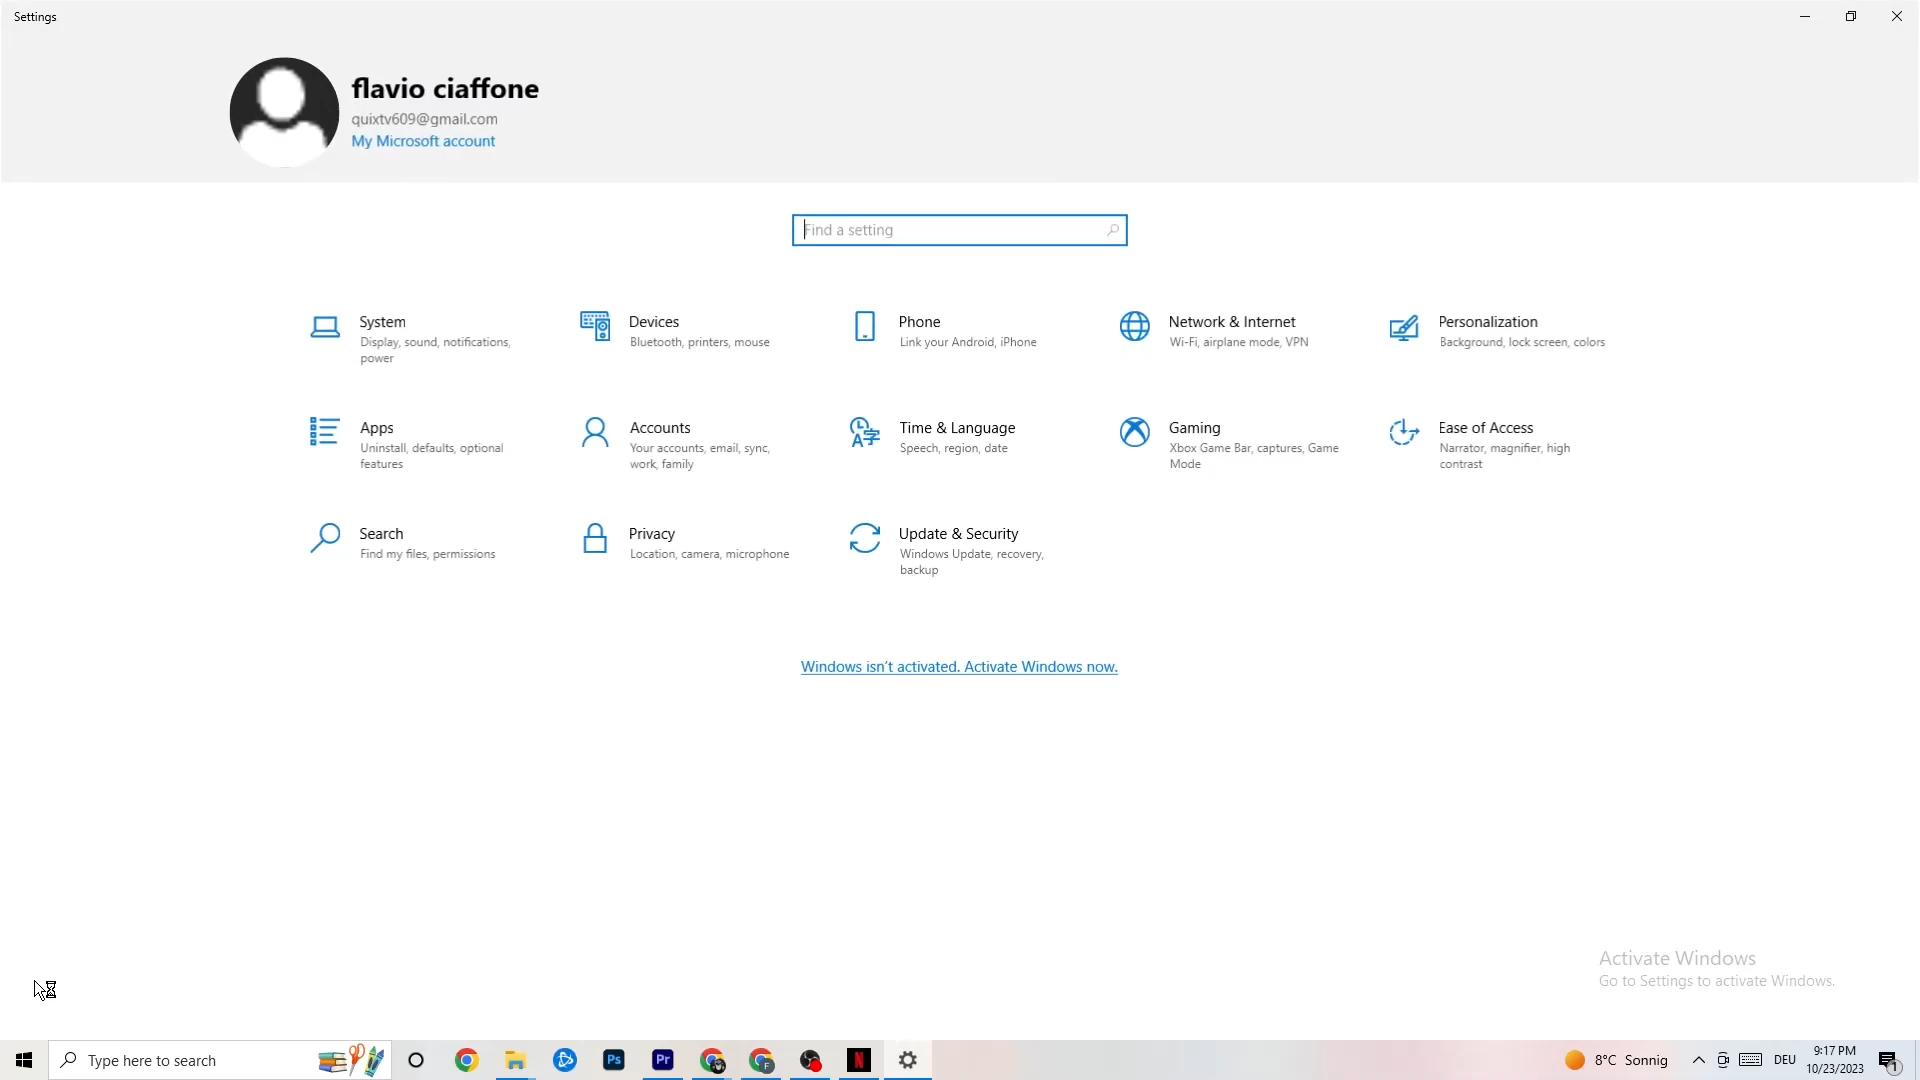 Settings
flavio ciaffone
quixtv609@gmail.com
My Microsoft account
Find a setting
System
Display, sound, notifications,
power
Devices
Bluetooth, printers, mouse
Phone
Link your Android, iPhone
Network & Internet
Wi-Fi, airplane mode, VPN
Personalization
Background, lock screen, colors
Apps
Uninstall, defaults, optional
features
Accounts
Your accounts, email, sync,
work, family
Time & Language
Speech, region, date
Gaming
Xbox Game Bar, captures, Game
Mode
Ease of Access
Narrator, magnifier, high
contrast
Search
Find my files, permissions
Privacy
Location, camera, microphone
Update & Security
Windows Update, recovery,
backup
Windows isn't activated. Activate Windows now.
Activate Windows
Go to Settings to activate Windows.
Type here to search
Ps
Pr
F
N
8°C Sonnig
DEU
9:17 PM
10/23/2023
1